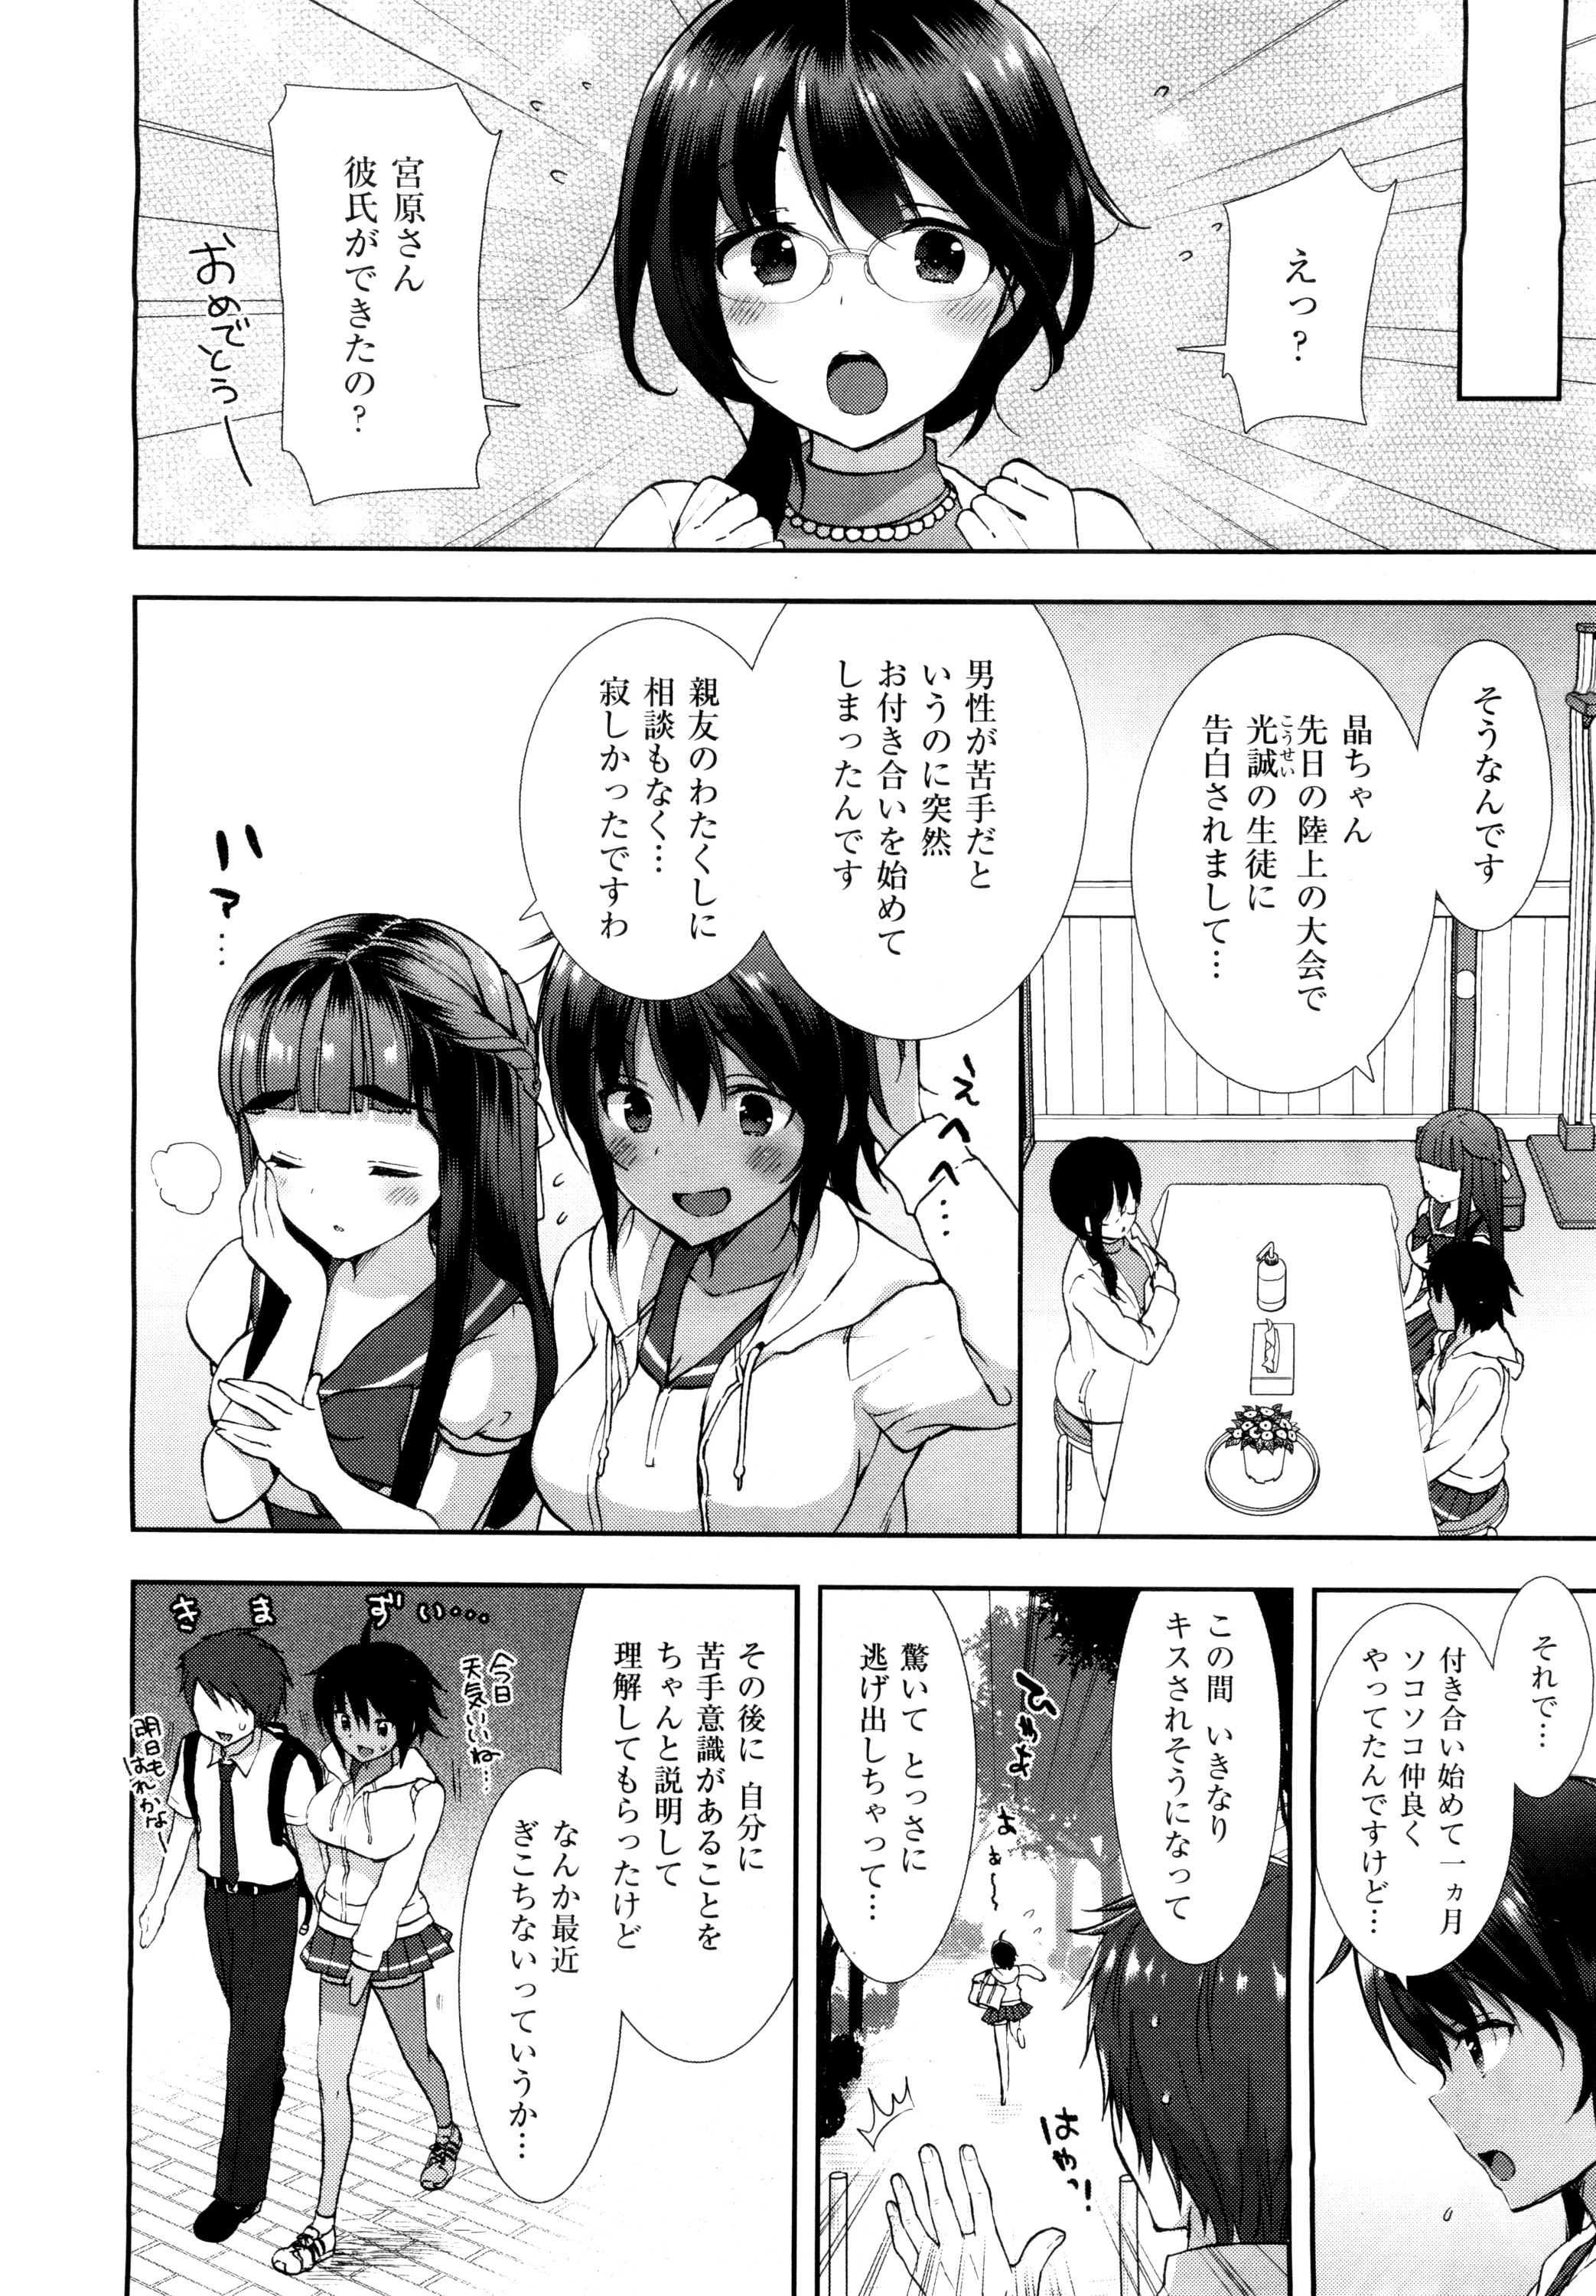 えっ？
宮原さん
彼氏ができたの？
おめでとうー
そうなんです
晶ちゃん
先日の陸上の大会で
光誠の生徒に
こうせい
告白されまして…
男性が苦手だと
いうのに突然
お付き合いを始めて
しまったんです
親友のわたくしに
相談もなく…
寂しかったですわ
ハァ…
えへへ…
それで…
付き合い始めて一ヵ月
ソコソコ仲良く
やってたんですけど…
この間 いきなり
キスされそうになって
驚いて とっさに
逃げ出しちゃって…
ひゃよ
はやっ！
その後に 自分に
苦手意識があることを
ちゃんと説明して
理解してもらったけど
なんか最近
ぎこちないっていうか…
きまずい…
今日
天気いいね…
明日も
はれかなー